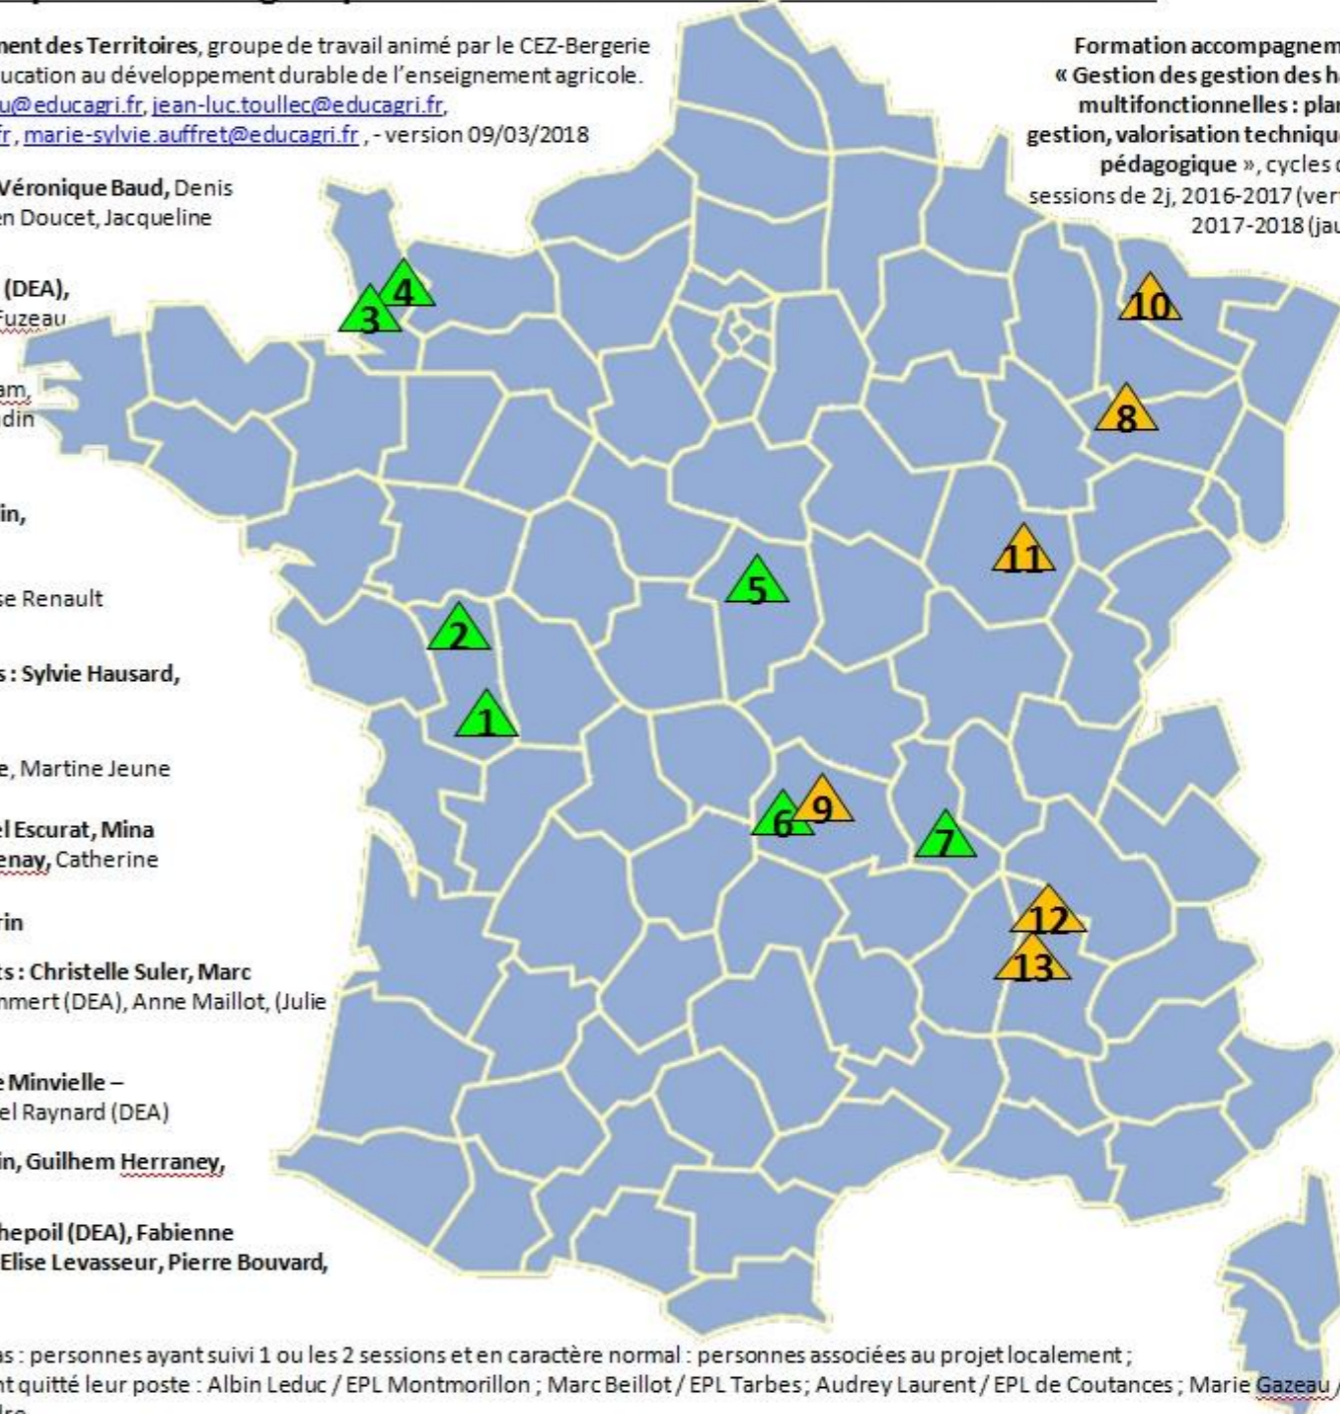 ment des Territoires, groupe de travail animé par le CEZ-Bergerie
ucation au développement durable de l'enseignement agricole.
u@educagri.fr, jean-luc.toullec@educagri.fr,
fr , marie-sylvie.auffret@educagri.fr , - version 09/03/2018
Formation accompagnem
« Gestion des gestion des ha
multifonctionnelles : plan
gestion, valorisation technique
pédagogique », cycles d
sessions de 2j, 2016-2017 (ver
2017-2018 (jau
Véronique Baud, Denis
en Doucet, Jacqueline
(DEA),
Fuzeau
am,
din
in,
se Renault
s : Sylvie Hausard,
e, Martine Jeune
el Escurat, Mina
enay, Catherine
rin
ts : Christelle Suler, Marc
mmert (DEA), Anne Maillot, (Julie
e Minvielle –
el Raynard (DEA)
in, Guilhem Herraney,
hepoil (DEA), Fabienne
Elise Levasseur, Pierre Bouvard,
4
3
10
8
11
5
2
1
6
9
7
12
13
as : personnes ayant suivi 1 ou les 2 sessions et en caractère normal : personnes associées au projet localement ;
nt quitté leur poste : Albin Leduc / EPL Montmorillon ; Marc Beillot / EPL Tarbes ; Audrey Laurent / EPL de Coutances ; Marie Gazeau /